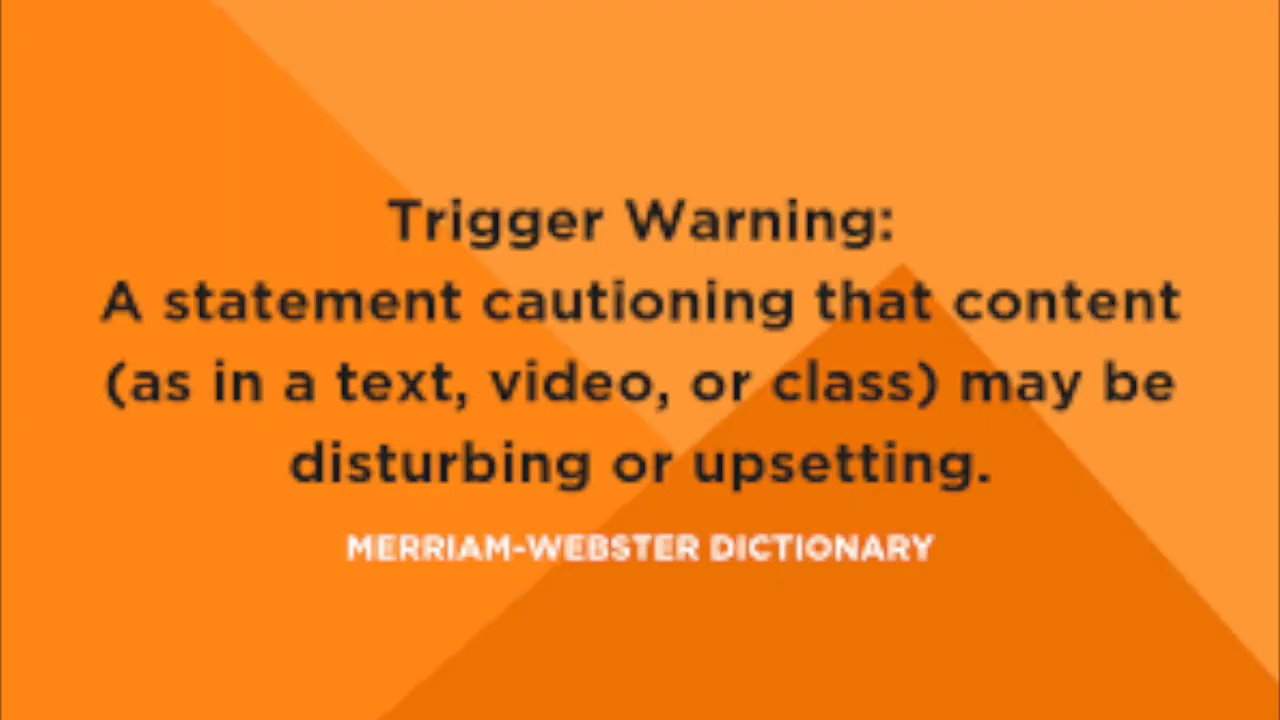 Trigger Warning:
A statement cautioning that content
(as in a text, video, or class) may be
disturbing or upsetting.
MERRIAM-WEBSTER DICTIONARY